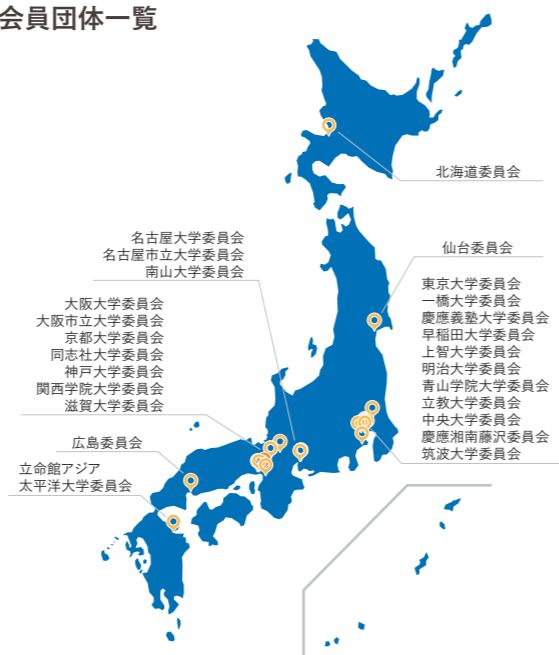 会員団体一覧
北海道委員会
仙台委員会
名古屋大学委員会
名古屋市立大学委員会
南山大学委員会
東京大学委員会
一橋大学委員会
慶應義塾大学委員会
早稲田大学委員会
上智大学委員会
明治大学委員会
青山学院大学委員会
立教大学委員会
中央大学委員会
慶應湘南藤沢委員会
筑波大学委員会
大阪大学委員会
大阪市立大学委員会
京都大学委員会
同志社大学委員会
神戸大学委員会
関西学院大学委員会
滋賀大学委員会
広島委員会
立命館アジア
太平洋大学委員会